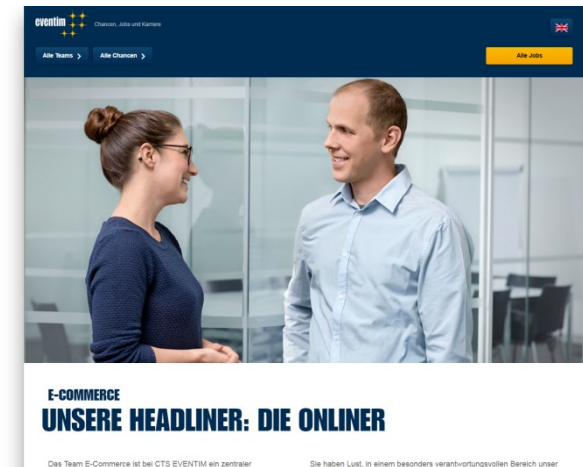 eventim
Chancen, Jobs und Karriere
Alle Teams
Alle Chancen
Alle Jobs
E-COMMERCE
UNSERE HEADLINER: DIE ONLINER
Das Team E-Commerce ist bei CTS EVENTIM ein zentraler
Sie haben Lust, in einem besonders verantwortungsvollen Bereich unser